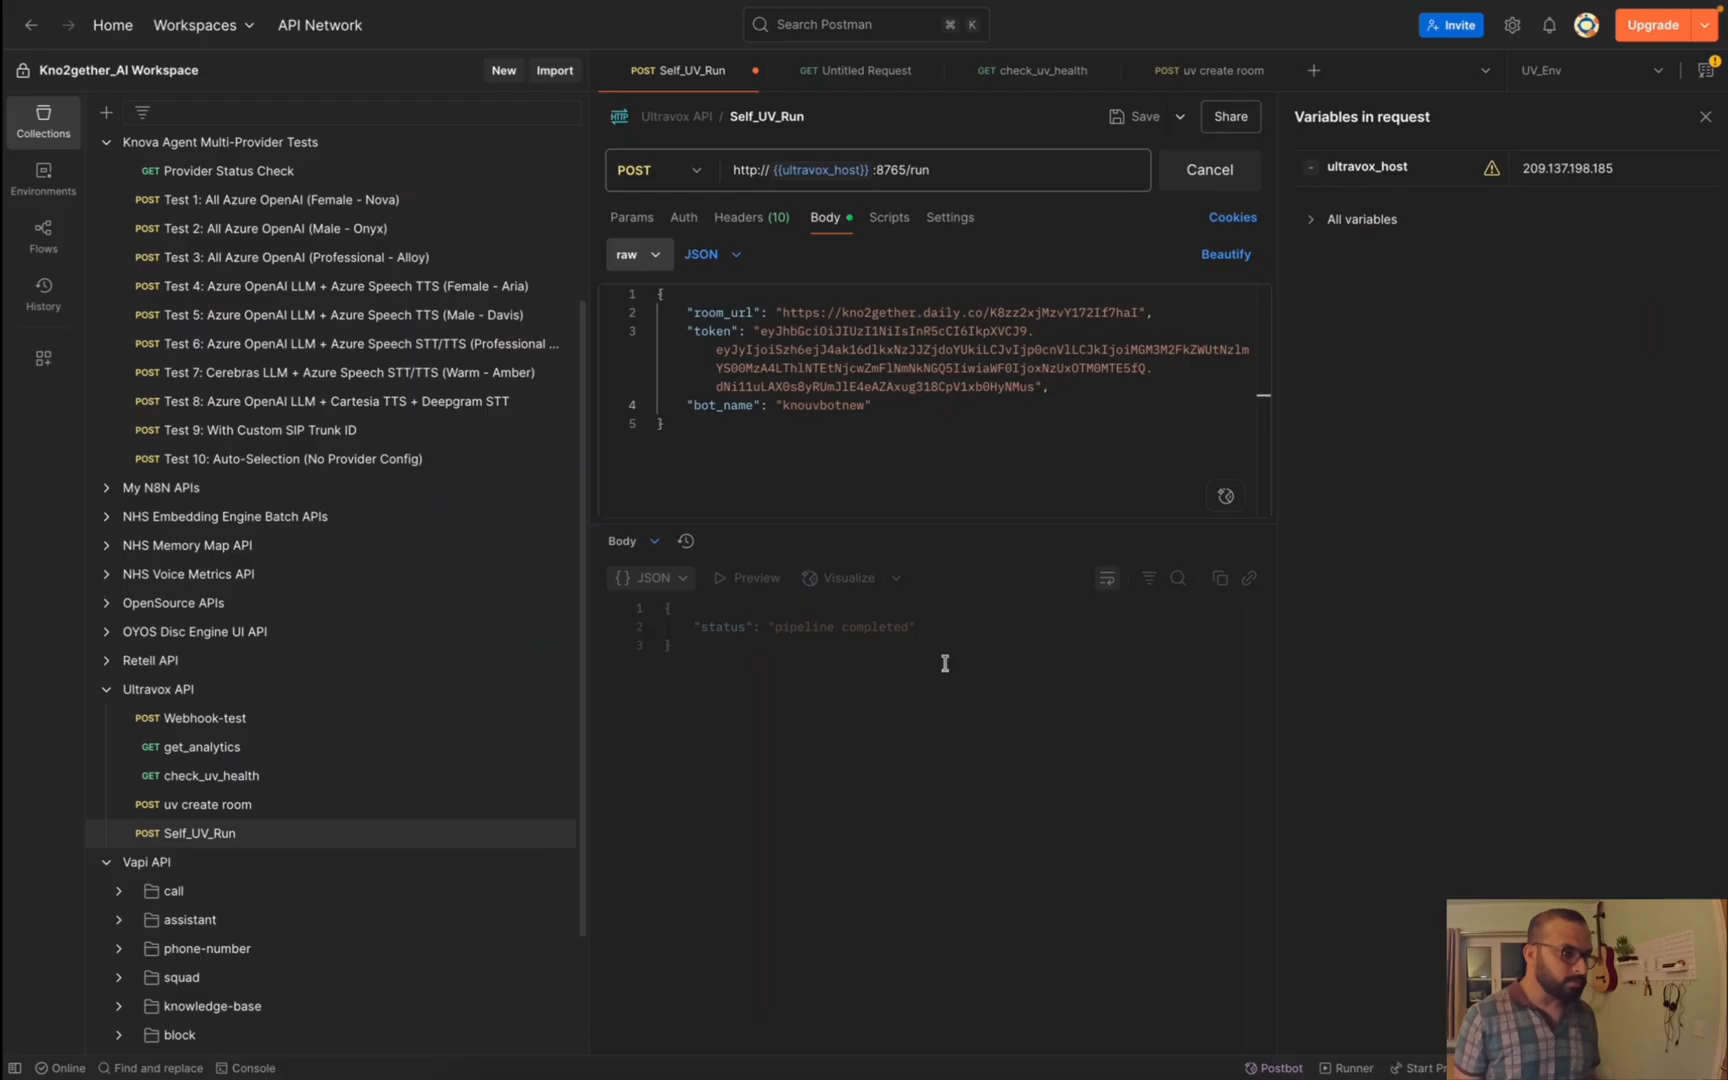 Home
Workspaces
API Network
Search Postman
⌘ K
Invite
Upgrade
Kno2gether_AI Workspace
New
Import
POST Self_UV_Run
GET Untitled Request
GET check_uv_health
POST uv create room
UV_Env
Collections
Environments
Flows
History
Knova Agent Multi-Provider Tests
GET Provider Status Check
POST Test 1: All Azure OpenAI (Female - Nova)
POST Test 2: All Azure OpenAI (Male - Onyx)
POST Test 3: All Azure OpenAI (Professional - Alloy)
POST Test 4: Azure OpenAI LLM + Azure Speech TTS (Female - Aria)
POST Test 5: Azure OpenAI LLM + Azure Speech TTS (Male - Davis)
POST Test 6: Azure OpenAI LLM + Azure Speech STT/TTS (Professional ...
POST Test 7: Cerebras LLM + Azure Speech STT/TTS (Warm - Amber)
POST Test 8: Azure OpenAI LLM + Cartesia TTS + Deepgram STT
POST Test 9: With Custom SIP Trunk ID
POST Test 10: Auto-Selection (No Provider Config)
My N8N APIs
NHS Embedding Engine Batch APIs
NHS Memory Map API
NHS Voice Metrics API
OpenSource APIs
OYOS Disc Engine UI API
Retell API
Ultravox API
POST Webhook-test
GET get_analytics
GET check_uv_health
POST uv create room
POST Self_UV_Run
Vapi API
call
assistant
phone-number
squad
knowledge-base
block
HTTP Ultravox API / Self_UV_Run
Save
Share
POST
http:// {{ultravox_host}} :8765/run
Cancel
Params Auth Headers (10) Body Scripts Settings
Cookies
raw
JSON
Beautify
1 {
2 "room_url": "https://kno2gether.daily.co/K8zz2xjMzvY172If7haI",
3 "token": "eyJhbGciOiJIUzI1NiIsInR5cCI6IkpXVCJ9.
eyJyIjoiSzh6ejJ4ak16dlkxNzJJZjdoYUkiLCJvIjp0cnVlLCJkIjoiMGM3M2FkZWUtNzlm
YS00MzA4LThlNTEtNjcwZmFlNmNkNGQ5IiwiaWF0IjoxNzUxOTM0MTE5fQ.
dNi11uLAX0s8yRUmJlE4eAZAxug318CpV1xb0HyNMus",
4 "bot_name": "knouvbotnew"
5 }
Body
{} JSON
Preview
Visualize
1 {
2 "status": "pipeline completed"
3 }
Variables in request
ultravox_host
209.137.198.185
All variables
Online
Find and replace
Console
Postbot
Runner
Start Pr